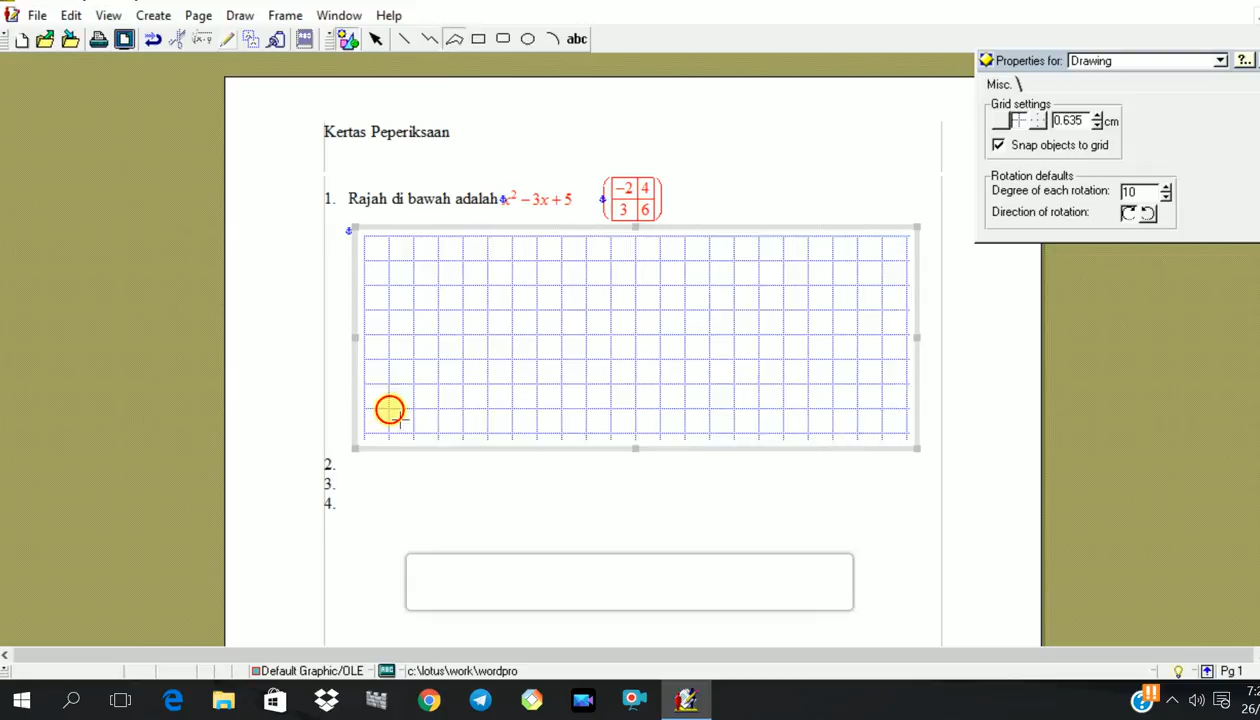 File Edit View Create Page Draw Frame Window Help
abc
Properties for: Drawing
Misc.
Grid settings
0.635 cm
Snap objects to grid
Rotation defaults
Degree of each rotation: 10
Direction of rotation:
Kertas Peperiksaan
1. Rajah di bawah adalah x² − 3x + 5
−2 4
3 6
2.
3.
4.
Default Graphic/OLE c:\lotus\work\wordpro Pg 1